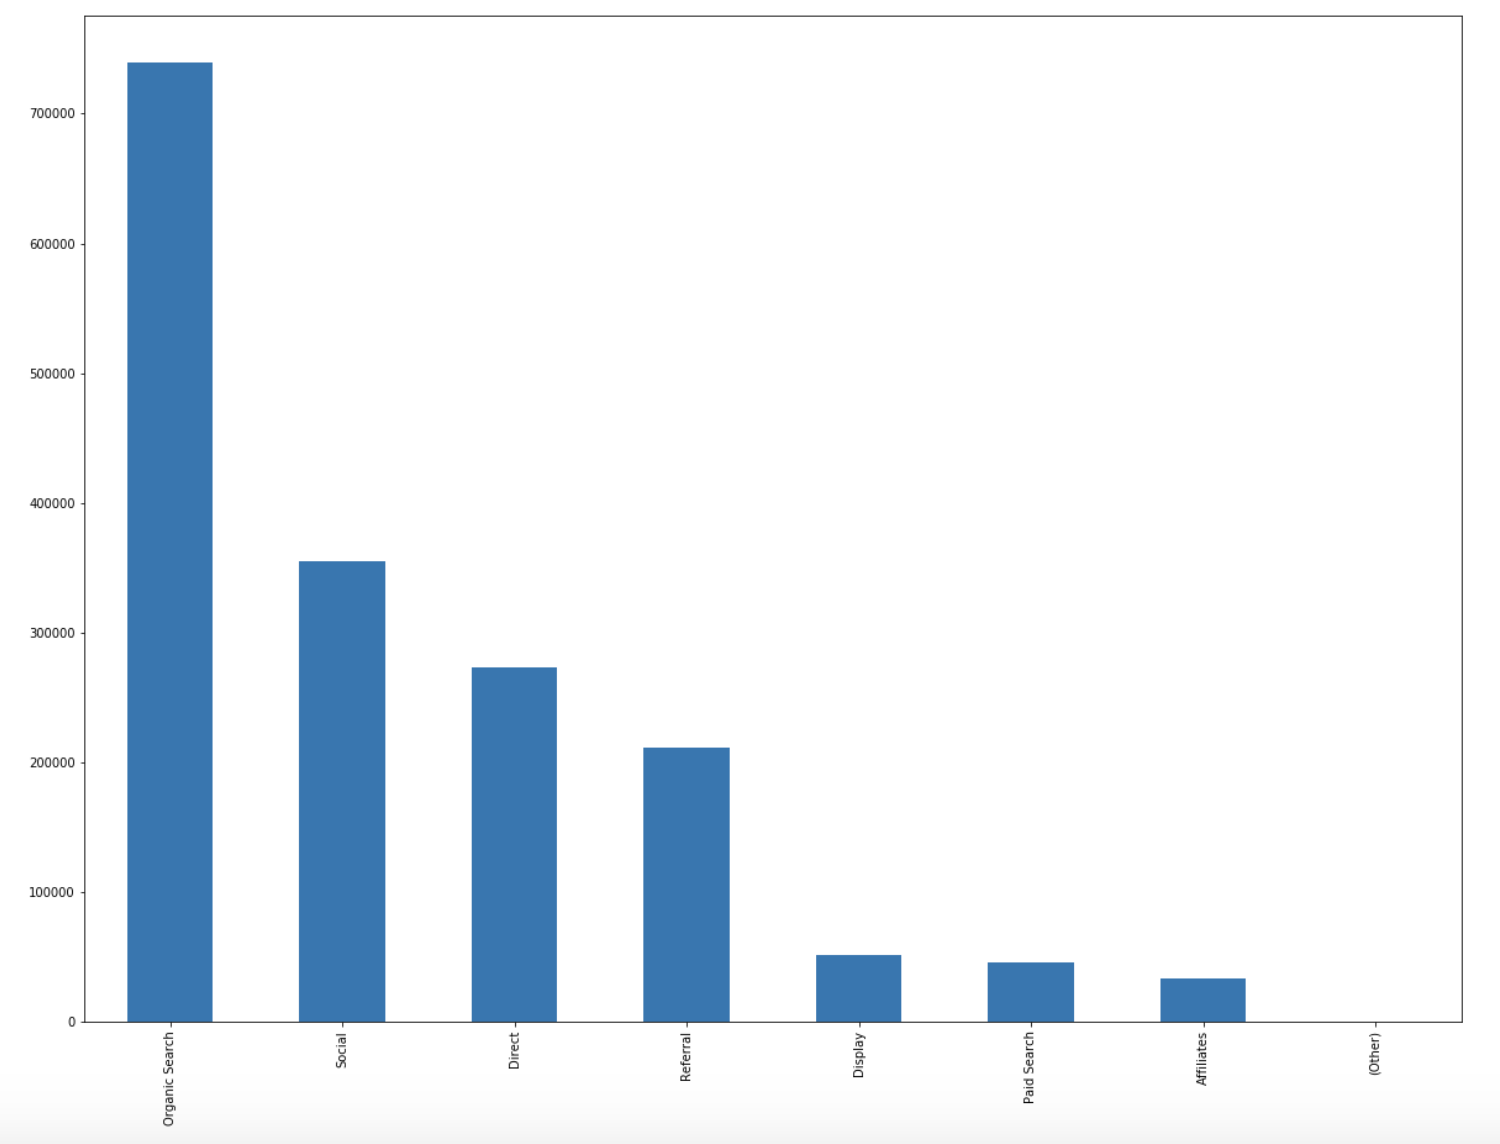 700000
600000
500000
400000
300000
200000
100000
0
Organic Search
Social
Direct
Referral
Display
Paid Search
Affiliates
(Other)